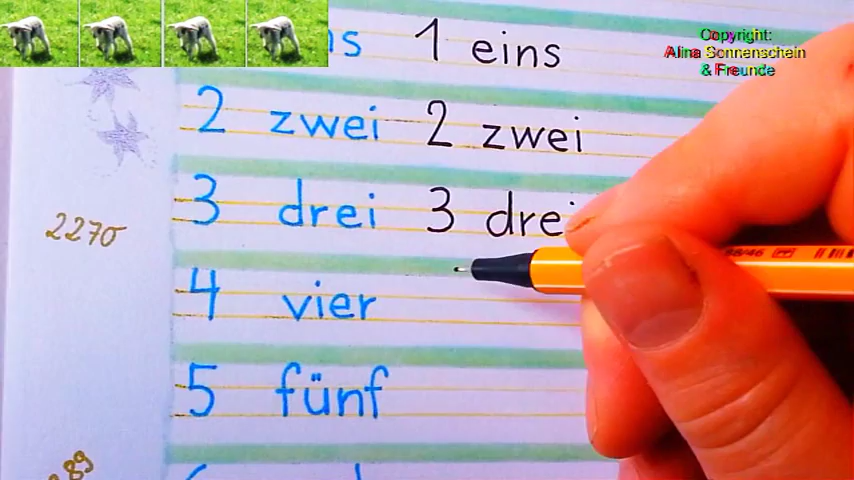 1 eins
Copyright:
Alina Sonnenschein
& Freunde
2 zwei 2 zwei
3 drei 3 drei
2270
4 vier
5 fünf
89